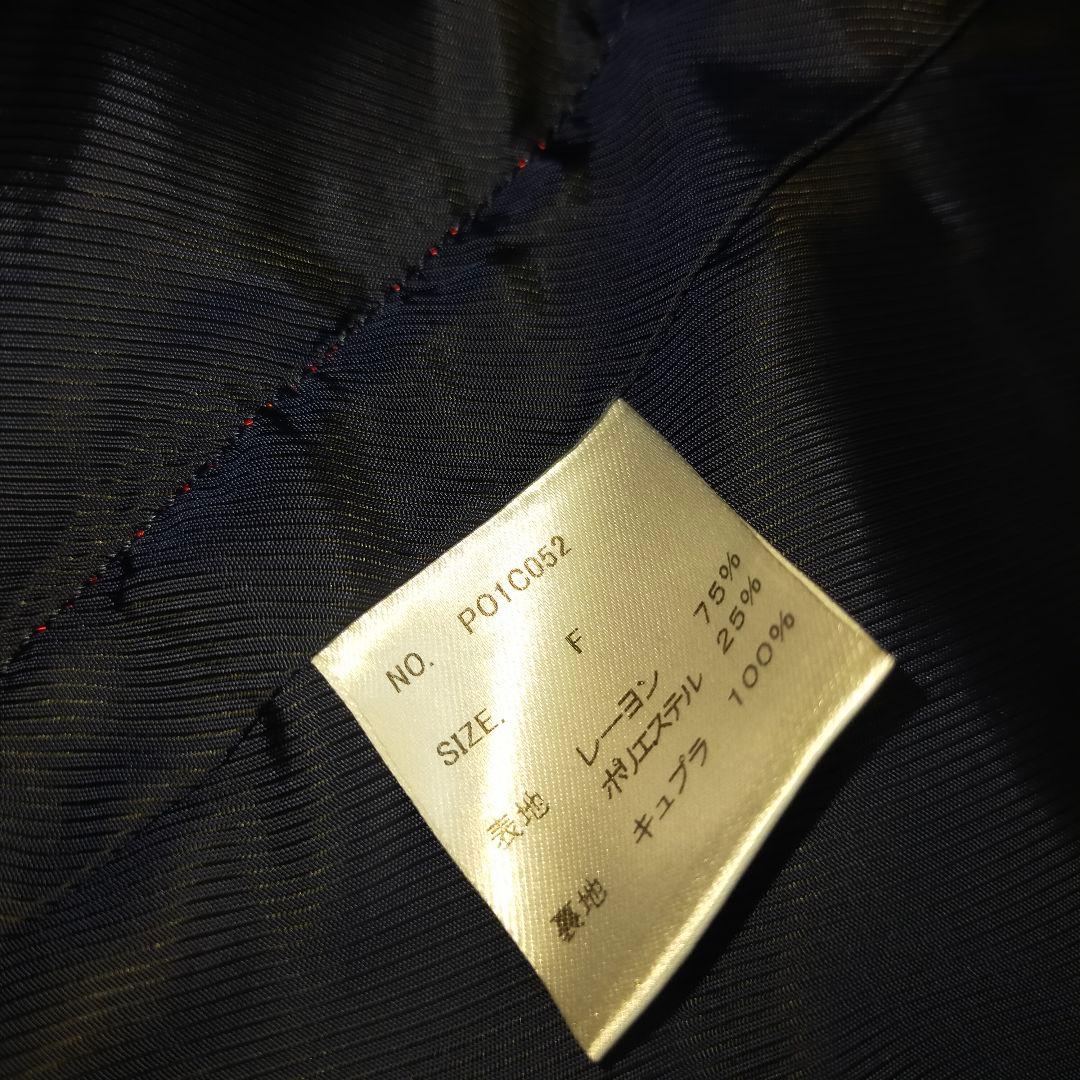 NO. P01C052
SIZE. F
表地 レーヨン 75%
ポリエステル 25%
裏地 キュプラ 100%